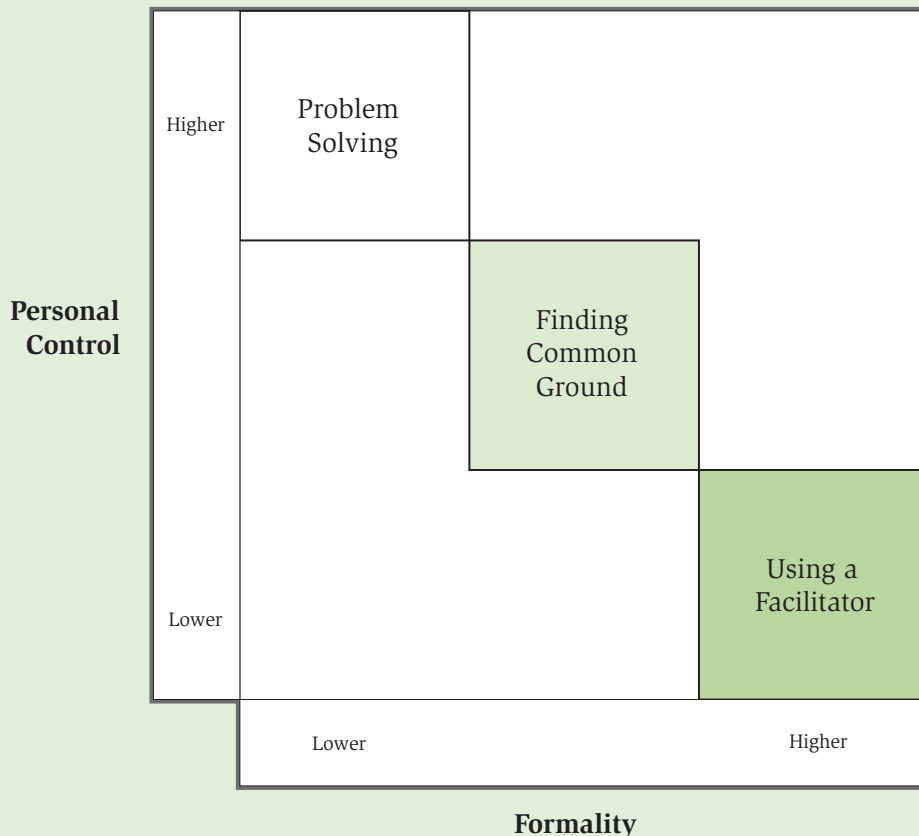 Higher
Problem
Solving
Personal
Control
Finding
Common
Ground
Using a
Facilitator
Lower
Lower
Higher
Formality